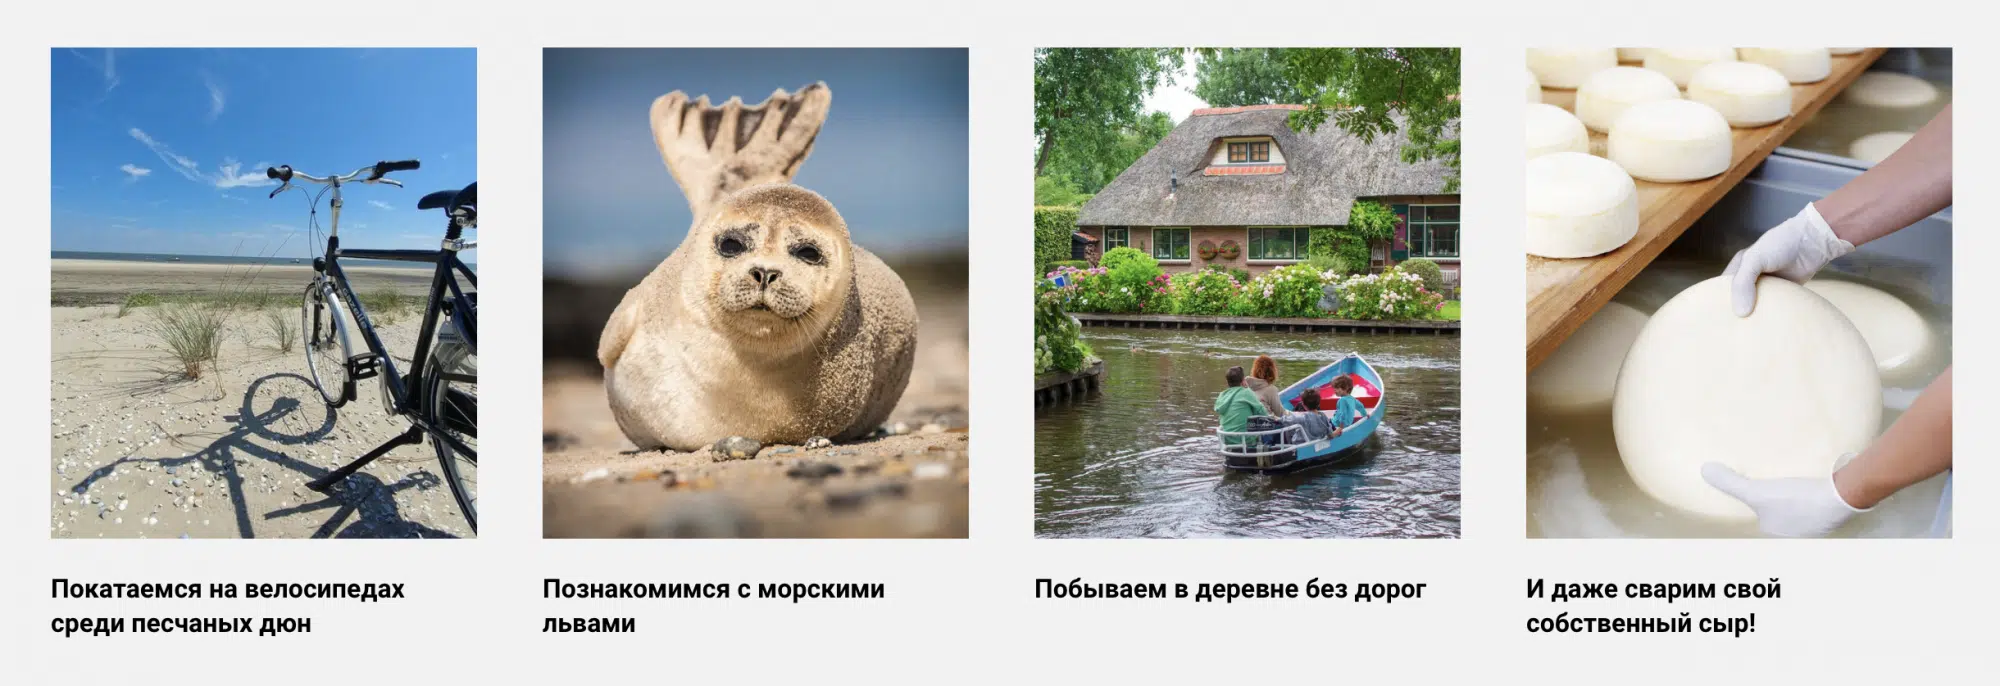 Покатаемся на велосипедах
среди песчаных дюн
Познакомимся с морскими
львами
Побываем в деревне без дорог
И даже сварим свой
собственный сыр!